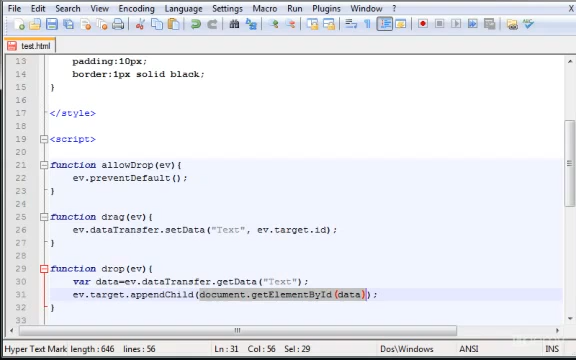 File Edit Search View Encoding Language Settings Macro Run Plugins Window ?
test.html
13 padding:10px;
14 border:1px solid black;
15 }
16
17 </style>
18
19 <script>
20
21 function allowDrop(ev){
22 ev.preventDefault();
23 }
24
25 function drag(ev){
26 ev.dataTransfer.setData("Text", ev.target.id);
27 }
28
29 function drop(ev){
30 var data=ev.dataTransfer.getData("Text");
31 ev.target.appendChild(document.getElementById(data));
32 }
33
Hyper Text Mark length : 646 lines : 56 Ln : 31 Col : 56 Sel : 29 Dos\Windows ANSI INS